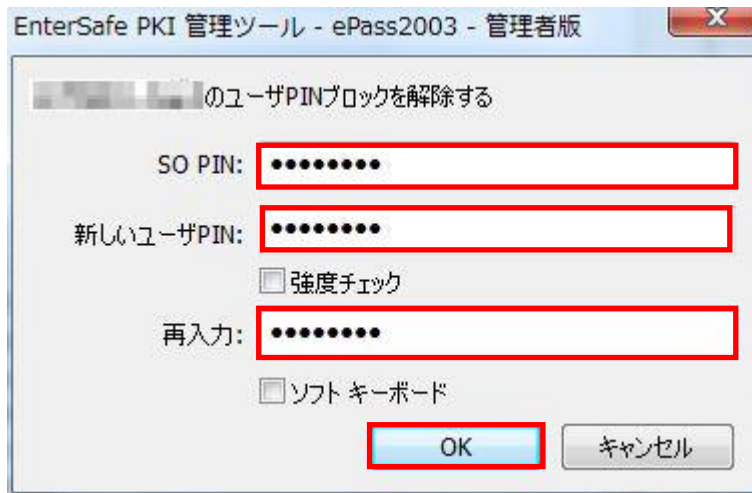 EnterSafe PKI 管理ツール - ePass2003 - 管理者版
のユーザPINブロックを解除する
SO PIN: ●●●●●●●●
新しいユーザPIN: ●●●●●●●●
強度チェック
再入力: ●●●●●●●●
ソフト キーボード
OK キャンセル